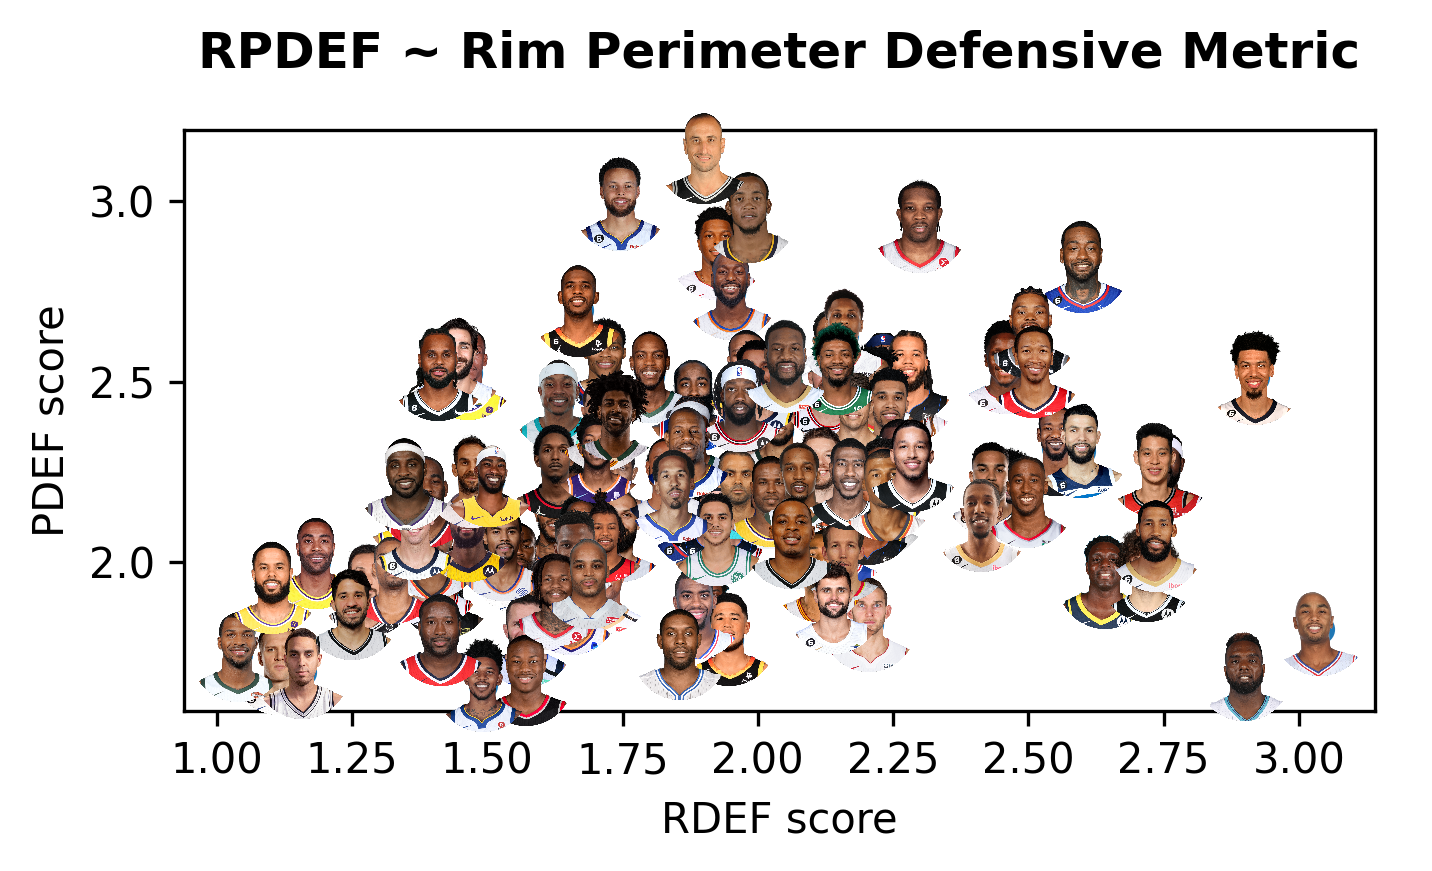 RPDEF ~ Rim Perimeter Defensive Metric
PDEF score
3.0
2.5
2.0
1.00 1.25 1.50 1.75 2.00 2.25 2.50 2.75 3.00
RDEF score